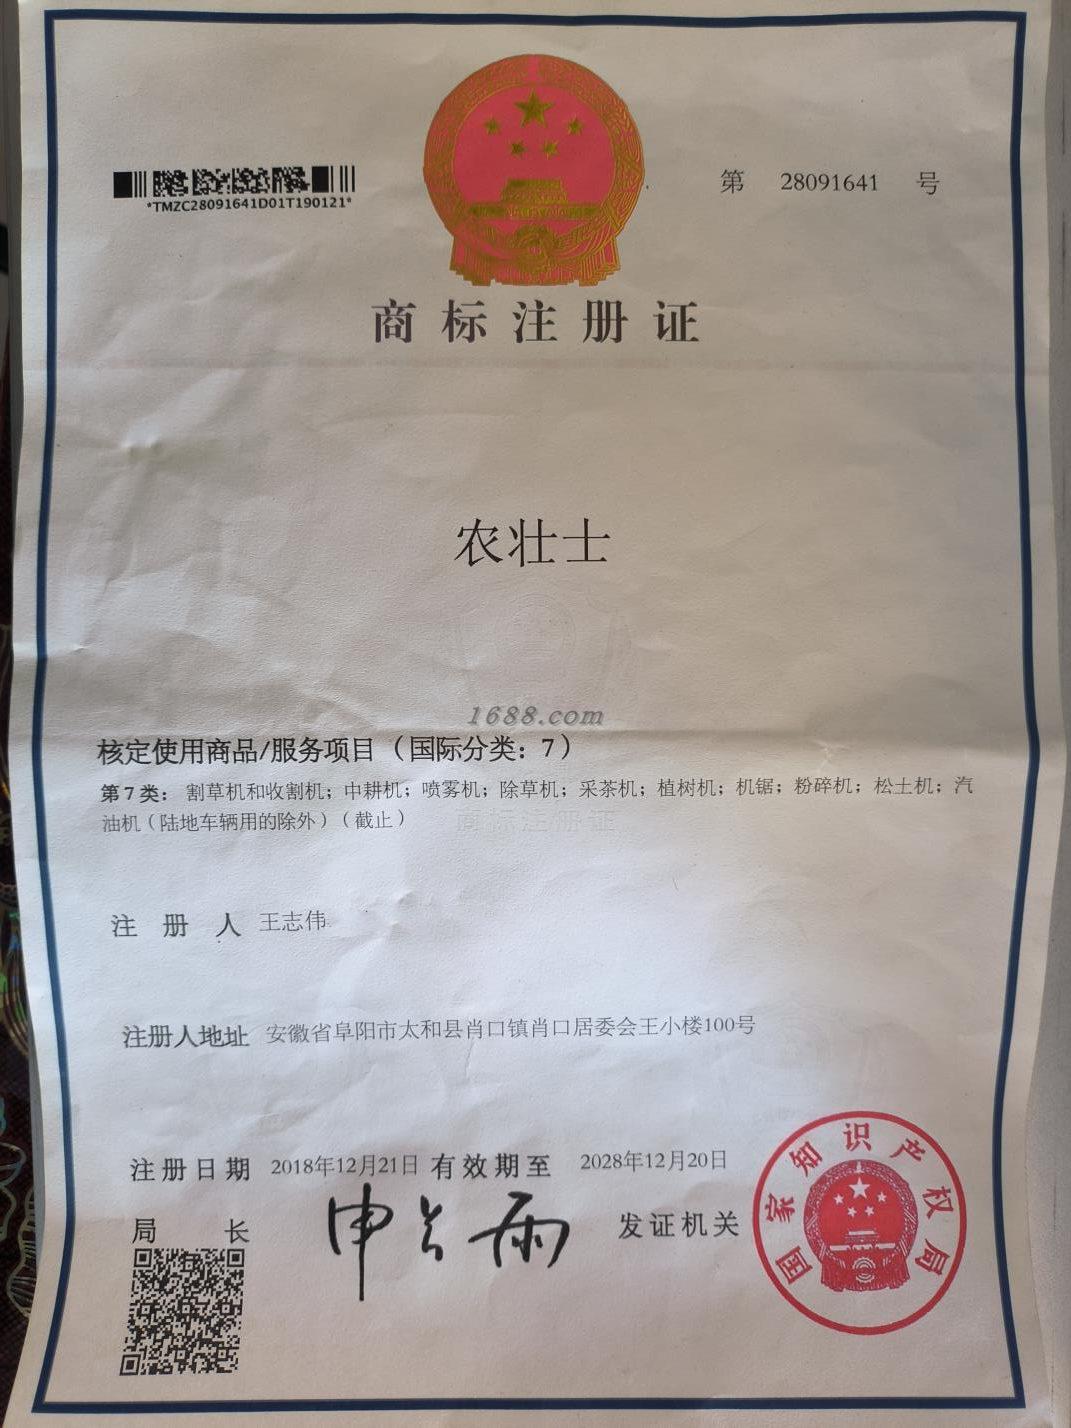 *TMZC28091641D01T190121*
第 28091641 号
商标注册证
农壮士
1688.com
核定使用商品/服务项目（国际分类：7）
第7类：割草机和收割机；中耕机；喷雾机；除草机；采茶机；植树机；机锯；粉碎机；松土机；汽
油机（陆地车辆用的除外）（截止）
商标注册证
注册人 王志伟
注册人地址 安徽省阜阳市太和县肖口镇肖口居委会王小楼100号
注册日期 2018年12月21日 有效期至 2028年12月20日
局长 申长雨 发证机关
国家知识产权局